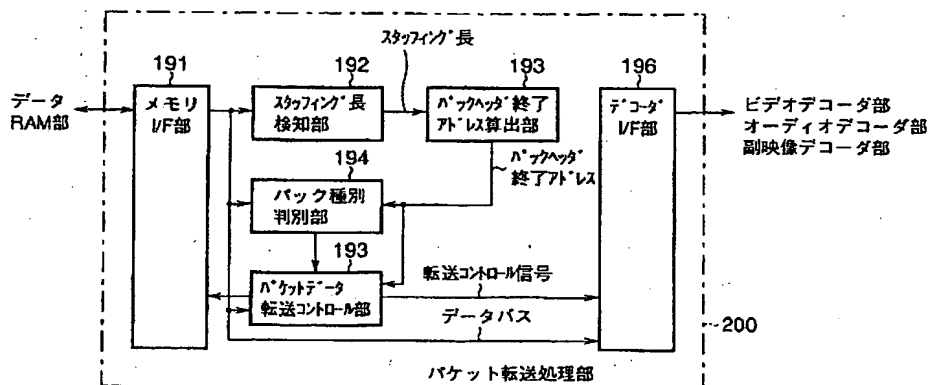 スタッフィング長
191
192
193
196
データ
RAM部
メモリ
I/F部
スタッフィング長
検知部
パックヘッダ終了
アドレス算出部
デコーダ
I/F部
ビデオデコーダ部
オーディオデコーダ部
副映像デコーダ部
パックヘッダ
終了アドレス
194
パック種別
判別部
193
パケットデータ
転送コントロール部
転送コントロール信号
データバス
200
パケット転送処理部